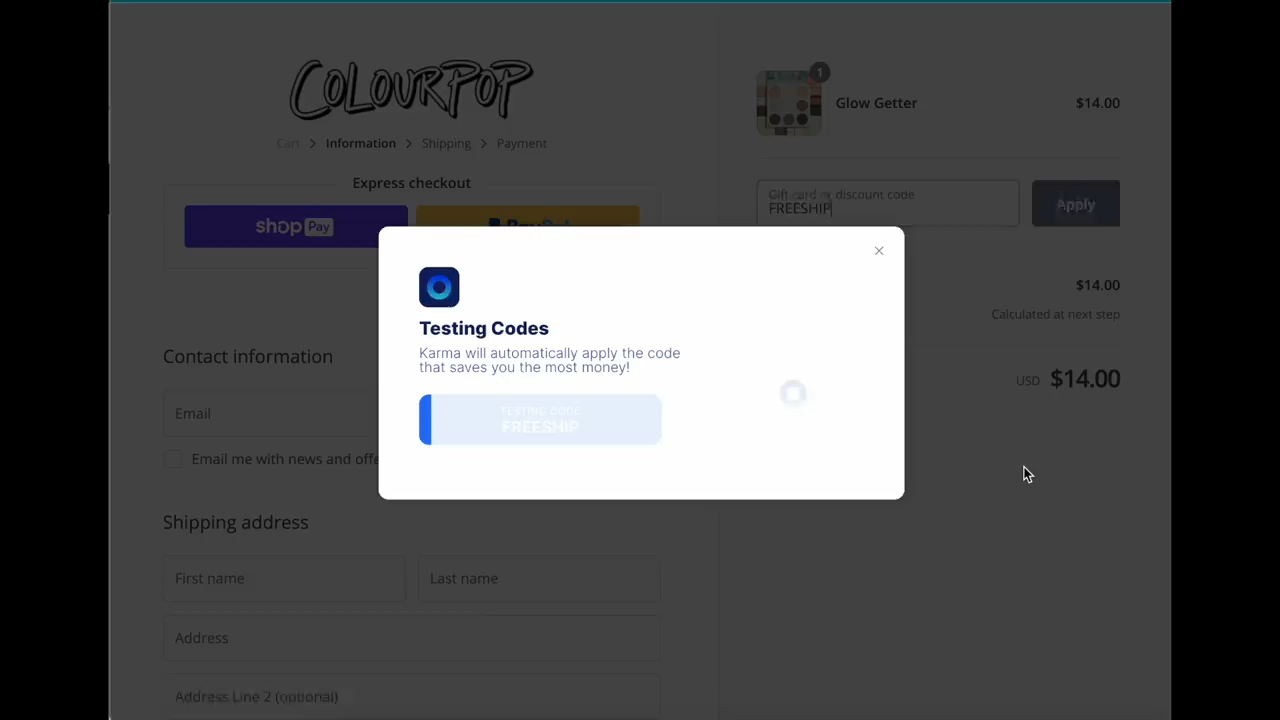 COLOURPOP
Cart > Information > Shipping > Payment
Express checkout
shop Pay
PayPal
Contact information
Email
Email me with news and offe
Shipping address
First name
Last name
Address
Address Line 2 (optional)
1
Glow Getter
$14.00
Gift card or discount code
FREESHIP
Apply
$14.00
Calculated at next step
USD $14.00
Testing Codes
Karma will automatically apply the code
that saves you the most money!
TESTING CODE
FREESHIP